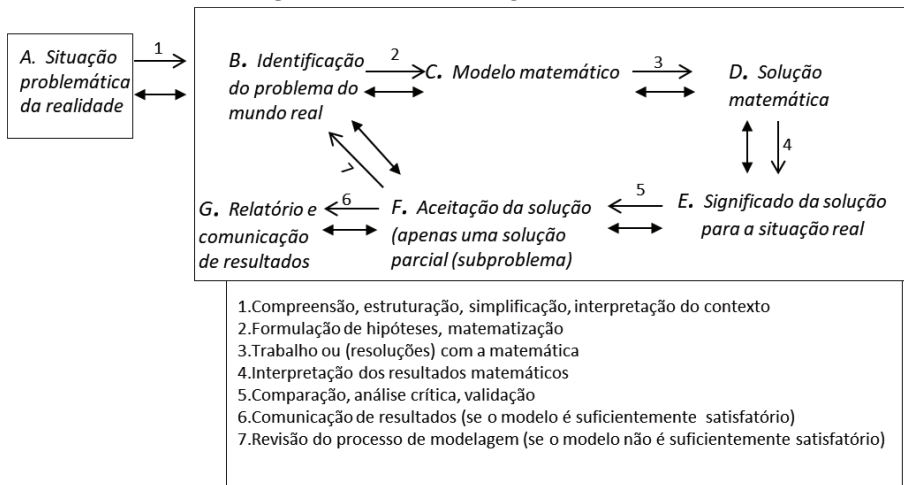 A. Situação
problemática
da realidade
1
B. Identificação
do problema do
mundo real
2
C. Modelo matemático
3
D. Solução
matemática
4
E. Significado da solução
para a situação real
5
F. Aceitação da solução
(apenas uma solução
parcial (subproblema)
6
7
G. Relatório e
comunicação
de resultados
1.Compreensão, estruturação, simplificação, interpretação do contexto
2.Formulação de hipóteses, matematização
3.Trabalho ou (resoluções) com a matemática
4.Interpretação dos resultados matemáticos
5.Comparação, análise crítica, validação
6.Comunicação de resultados (se o modelo é suficientemente satisfatório)
7.Revisão do processo de modelagem (se o modelo não é suficientemente satisfatório)